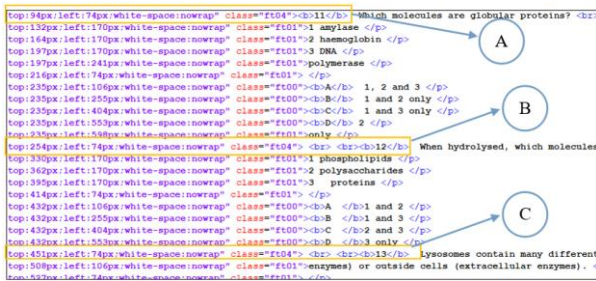 top:94px;left:74px;white-space:nowrap" class="ft04"><b>11</b> Which molecules are globular proteins? <br>
A
top:132px;left:170px;white-space:nowrap" class="ft01">1 amylase </p>
top:164px;left:170px;white-space:nowrap" class="ft01">2 haemoglobin </p>
top:197px;left:170px;white-space:nowrap" class="ft01">3 DNA </p>
top:197px;left:241px;white-space:nowrap" class="ft01">polymerase </p>
top:216px;left:74px;white-space:nowrap" class="ft01"> </p>
top:235px;left:106px;white-space:nowrap" class="ft00"><b>A</b> 1, 2 and 3 </p>
top:235px;left:255px;white-space:nowrap" class="ft00"><b>B</b> 1 and 2 only </p>
B
top:235px;left:404px;white-space:nowrap" class="ft00"><b>C</b> 1 and 3 only </p>
top:235px;left:553px;white-space:nowrap" class="ft00"><b>D</b> 2 </p>
top:235px;left:598px;white-space:nowrap" class="ft01">only </p>
top:254px;left:74px;white-space:nowrap" class="ft04"> <br> <br><b>12</b> When hydrolysed, which molecules
top:330px;left:170px;white-space:nowrap" class="ft01">1 phospholipids </p>
top:362px;left:170px;white-space:nowrap" class="ft01">2 polysaccharides </p>
top:395px;left:170px;white-space:nowrap" class="ft01">3 proteins </p>
top:414px;left:74px;white-space:nowrap" class="ft01"> </p>
top:432px;left:106px;white-space:nowrap" class="ft00"><b>A </b>1 and 2 </p>
top:432px;left:255px;white-space:nowrap" class="ft00"><b>B </b>1 and 3 </p>
C
top:432px;left:404px;white-space:nowrap" class="ft00"><b>C </b>2 and 3 </p>
top:432px;left:553px;white-space:nowrap" class="ft00"><b>D </b>3 only </p>
top:451px;left:74px;white-space:nowrap" class="ft04"> <br> <br><b>13</b> Lysosomes contain many different
top:508px;left:106px;white-space:nowrap" class="ft01">enzymes) or outside cells (extracellular enzymes). <
top:527px;left:74px;white-space:nowrap" class="ft01"> </p>